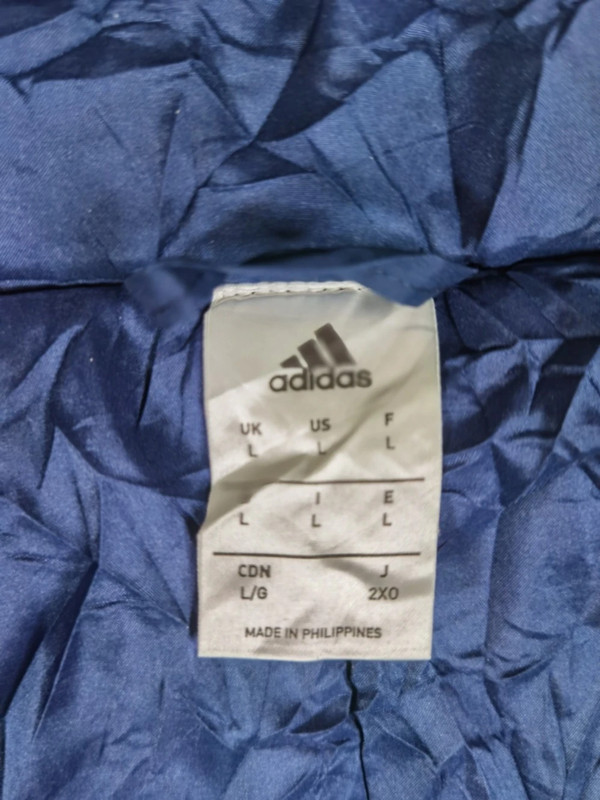 adidas
UK US F
L L L
I E
L L L
CDN J
L/G 2XO
MADE IN PHILIPPINES